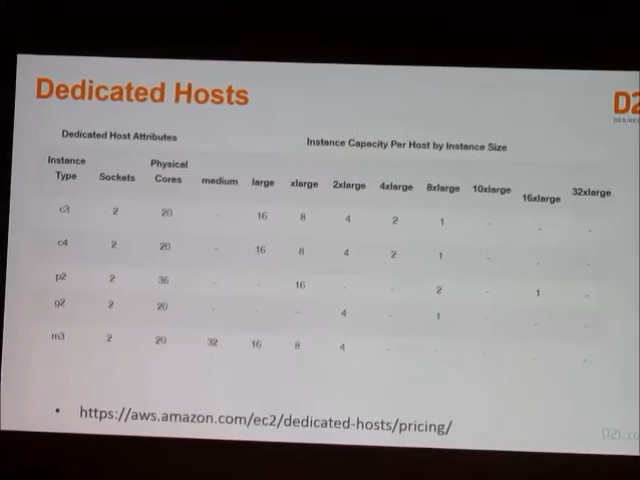 Dedicated Hosts
D2
DESIRE
Dedicated Host Attributes
Instance Capacity Per Host by Instance Size
Instance Type Sockets Physical Cores medium large xlarge 2xlarge 4xlarge 8xlarge 10xlarge 16xlarge 32xlarge
c3 2 20 - 16 8 4 2 1 - - -
c4 2 20 - 16 8 4 2 1 - - -
p2 2 36 - - 16 - - 2 - 1 -
g2 2 20 - - - 4 - 1 - - -
m3 2 20 32 16 8 4 - - - - -
• https://aws.amazon.com/ec2/dedicated-hosts/pricing/
D2L.co